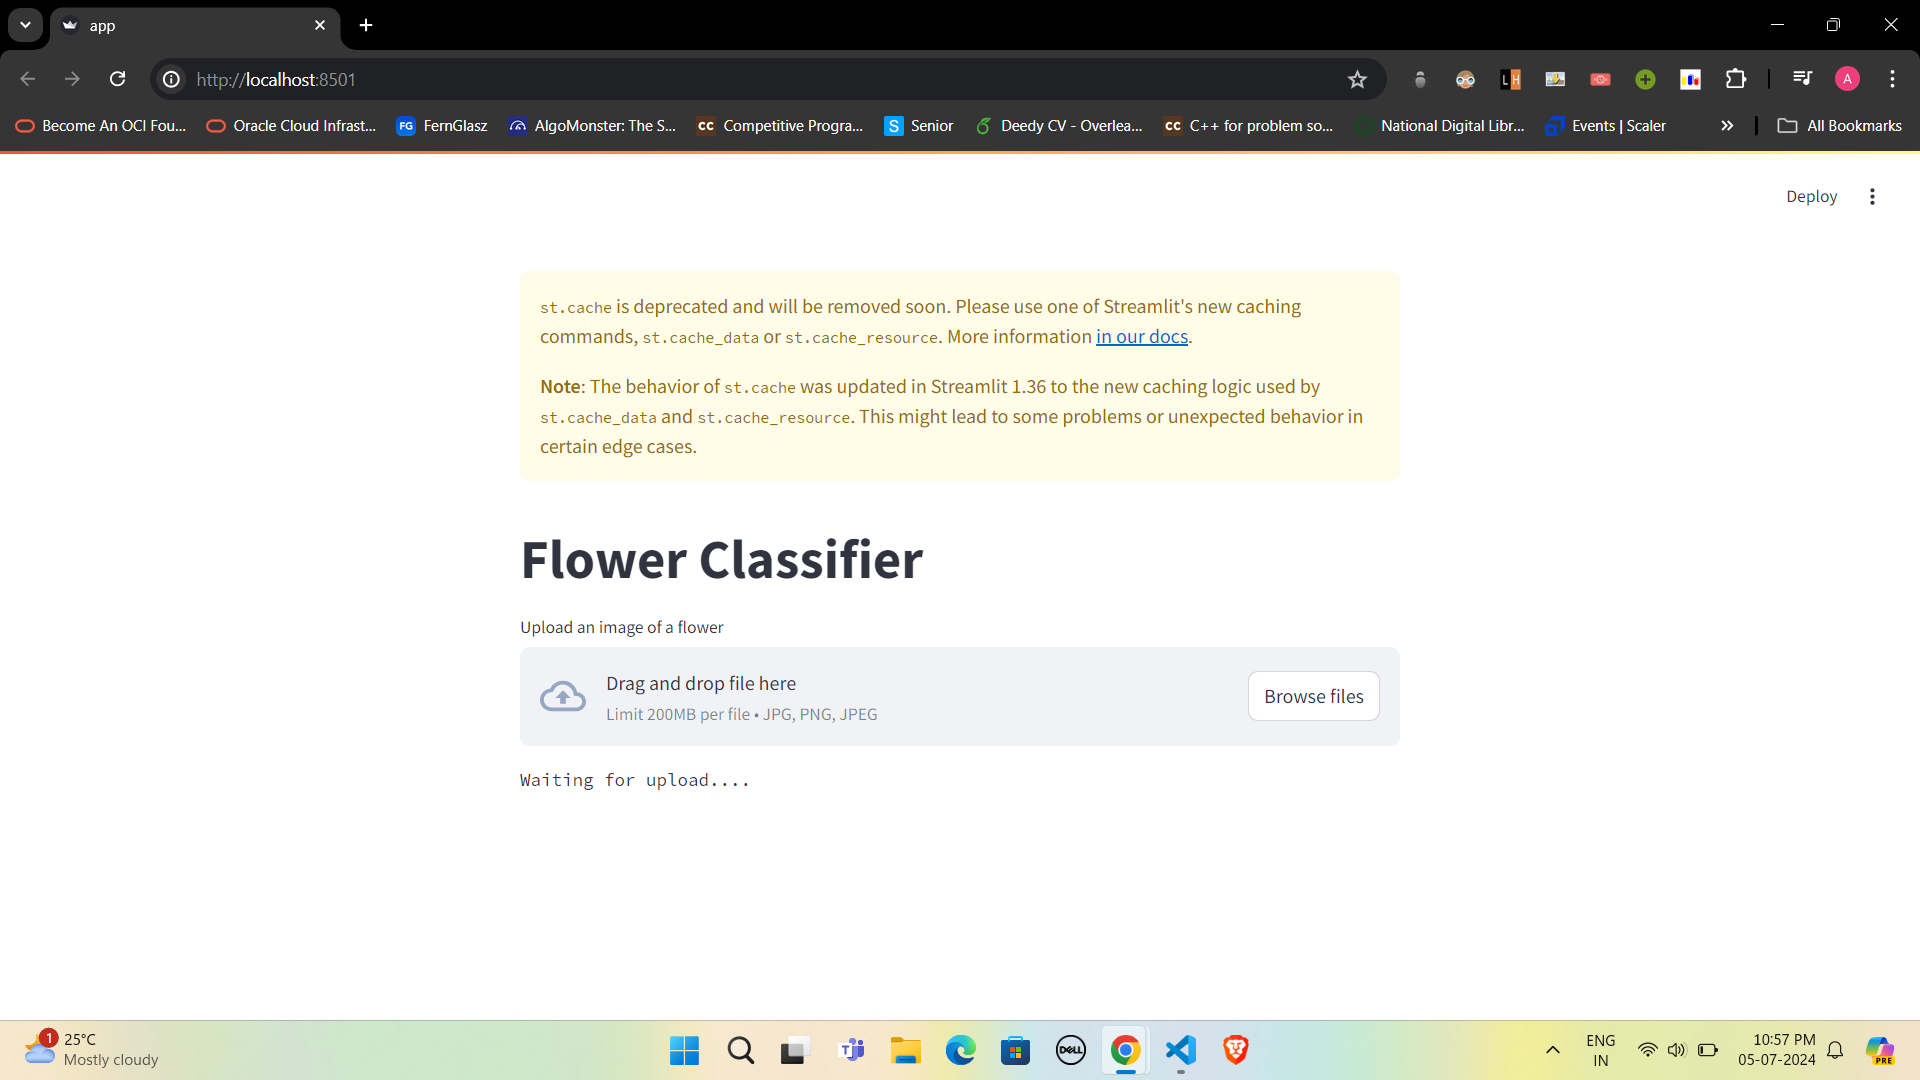 app
http://localhost:8501
A
Become An OCI Fou...
Oracle Cloud Infrast...
FG FernGlasz
AlgoMonster: The S...
CC Competitive Progra...
S Senior
Deedy CV - Overlea...
CC C++ for problem so...
National Digital Libr...
Events | Scaler
All Bookmarks
Deploy
st.cache is deprecated and will be removed soon. Please use one of Streamlit's new caching
commands, st.cache_data or st.cache_resource. More information in our docs.
Note: The behavior of st.cache was updated in Streamlit 1.36 to the new caching logic used by
st.cache_data and st.cache_resource. This might lead to some problems or unexpected behavior in
certain edge cases.
Flower Classifier
Upload an image of a flower
Drag and drop file here
Limit 200MB per file • JPG, PNG, JPEG
Browse files
Waiting for upload....
1
25°C
Mostly cloudy
DELL
ENG
IN
10:57 PM
05-07-2024
PRE